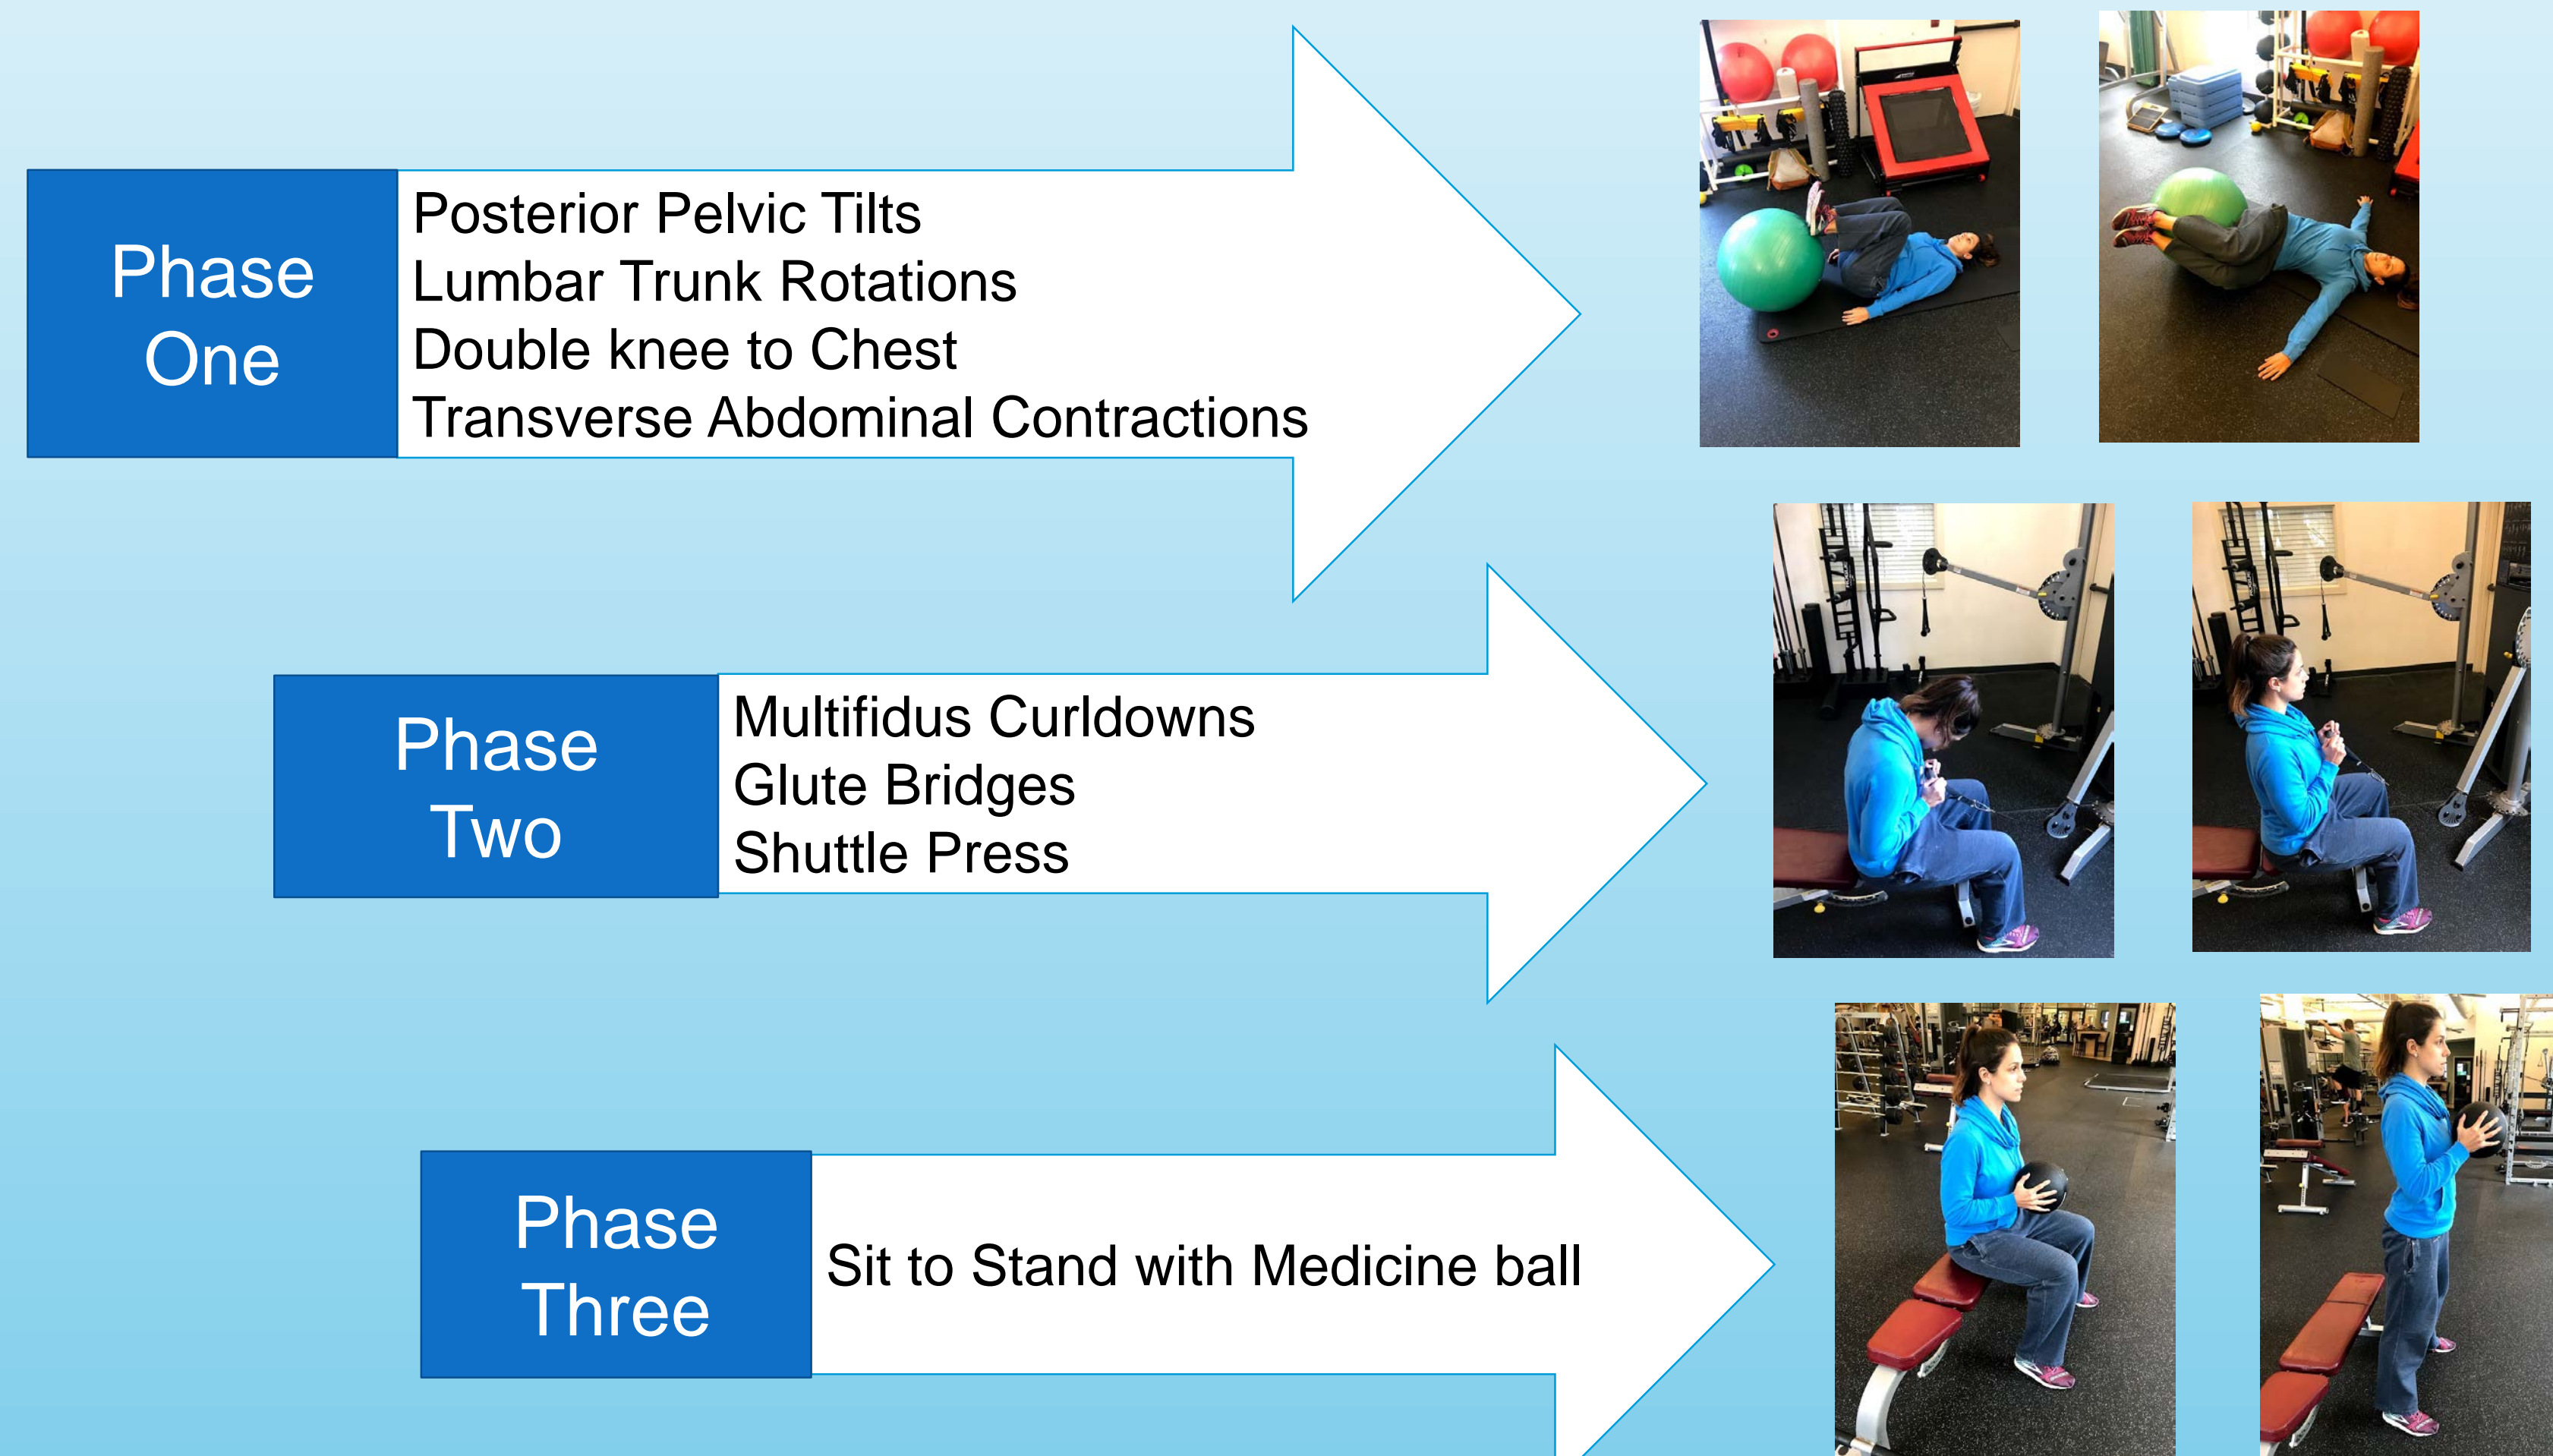 Phase
One
Posterior Pelvic Tilts
Lumbar Trunk Rotations
Double knee to Chest
Transverse Abdominal Contractions
Phase
Two
Multifidus Curldowns
Glute Bridges
Shuttle Press
Phase
Three
Sit to Stand with Medicine ball